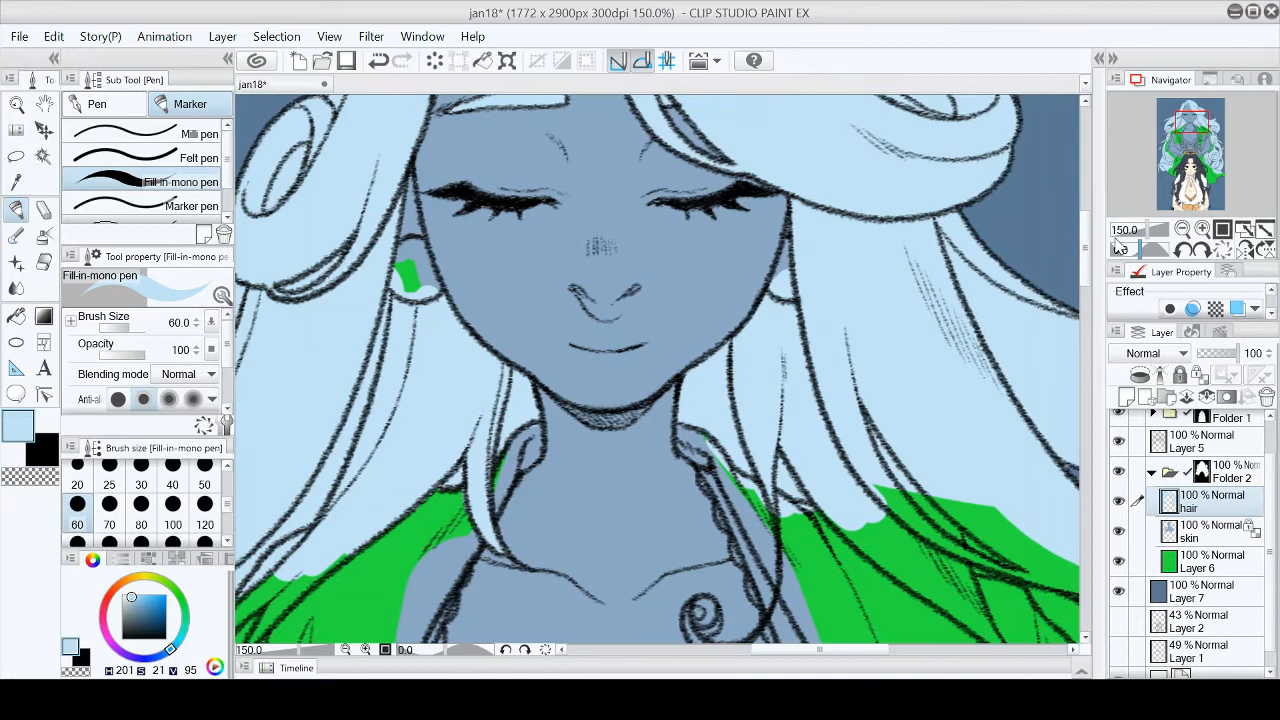 jan18* (1772 x 2900px 300dpi 150.0%) - CLIP STUDIO PAINT EX
File Edit Story(P) Animation Layer Selection View Filter Window Help
To Sub Tool [Pen] jan18* Navigator
Pen Marker
Milli pen
Felt pen
Fill-in-mono pen
Marker pen
150.0
Tool property [Fill-in-mono pen]
Fill-in-mono pen
Layer Property
Effect
Brush Size 60.0
Opacity 100
Layer
Blending mode Normal
Normal 100
Anti-al
Folder 1
Brush size [Fill-in-mono pen]
20 25 30 40 50
60 70 80 100 120
100 % Normal
Layer 5
100 % Norm
Folder 2
100 % Normal
hair
100 % Normal
skin
100 % Normal
Layer 6
100 % Normal
Layer 7
43 % Normal
Layer 2
49 % Normal
Layer 1
150.0 0.0
H 201 S 21 V 95
Timeline